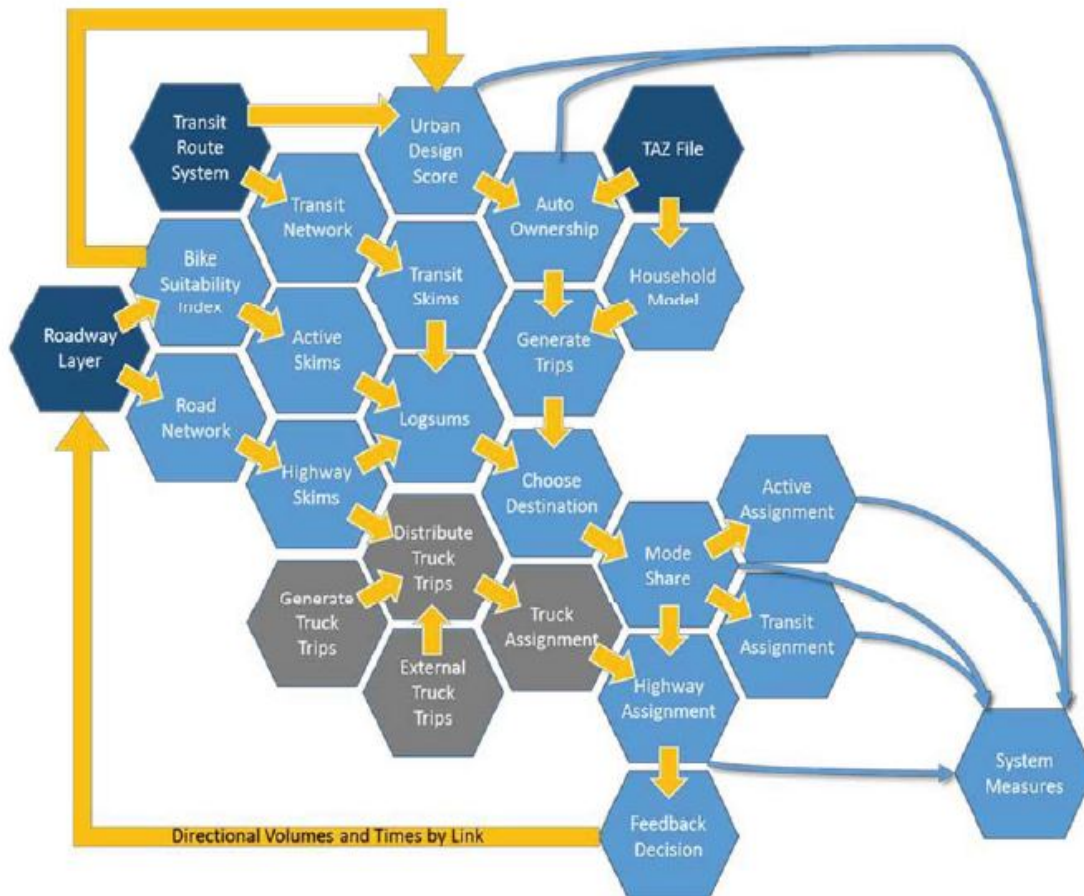 Transit
Route
System
Urban
Design
Score
TAZ File
Transit
Network
Auto
Ownership
Bike
Suitability
Index
Transit
Skims
Household
Model
Roadway
Layer
Active
Skims
Generate
Trips
Road
Network
Logsums
Highway
Skims
Choose
Destination
Active
Assignment
Distribute
Truck
Trips
Mode
Share
Generate
Truck
Trips
Truck
Assignment
Transit
Assignment
External
Truck
Trips
Highway
Assignment
System
Measures
Feedback
Decision
Directional Volumes and Times by Link